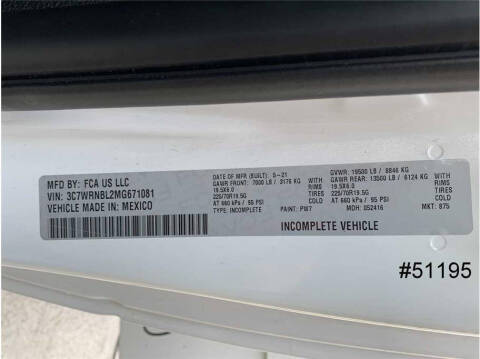 MFD BY: FCA US LLC
VIN: 3C7WRNBL2MG671081
VEHICLE MADE IN: MEXICO
DATE OF MFR (BUILT): 5-21
GAWR FRONT: 7000 LB / 3176 KG WITH
19.5X6.0 RIMS
225/70R19.5G TIRES
AT 660 kPa / 95 PSI COLD
TYPE: INCOMPLETE
GVWR: 19500 LB / 8846 KG
GAWR REAR: 13500 LB / 6124 KG WITH
19.5X6.0 RIMS
225/70R19.5G TIRES
AT 660 kPa / 95 PSI COLD
PAINT: PW7 MDH: 052416 MKT: 875
INCOMPLETE VEHICLE
#51195